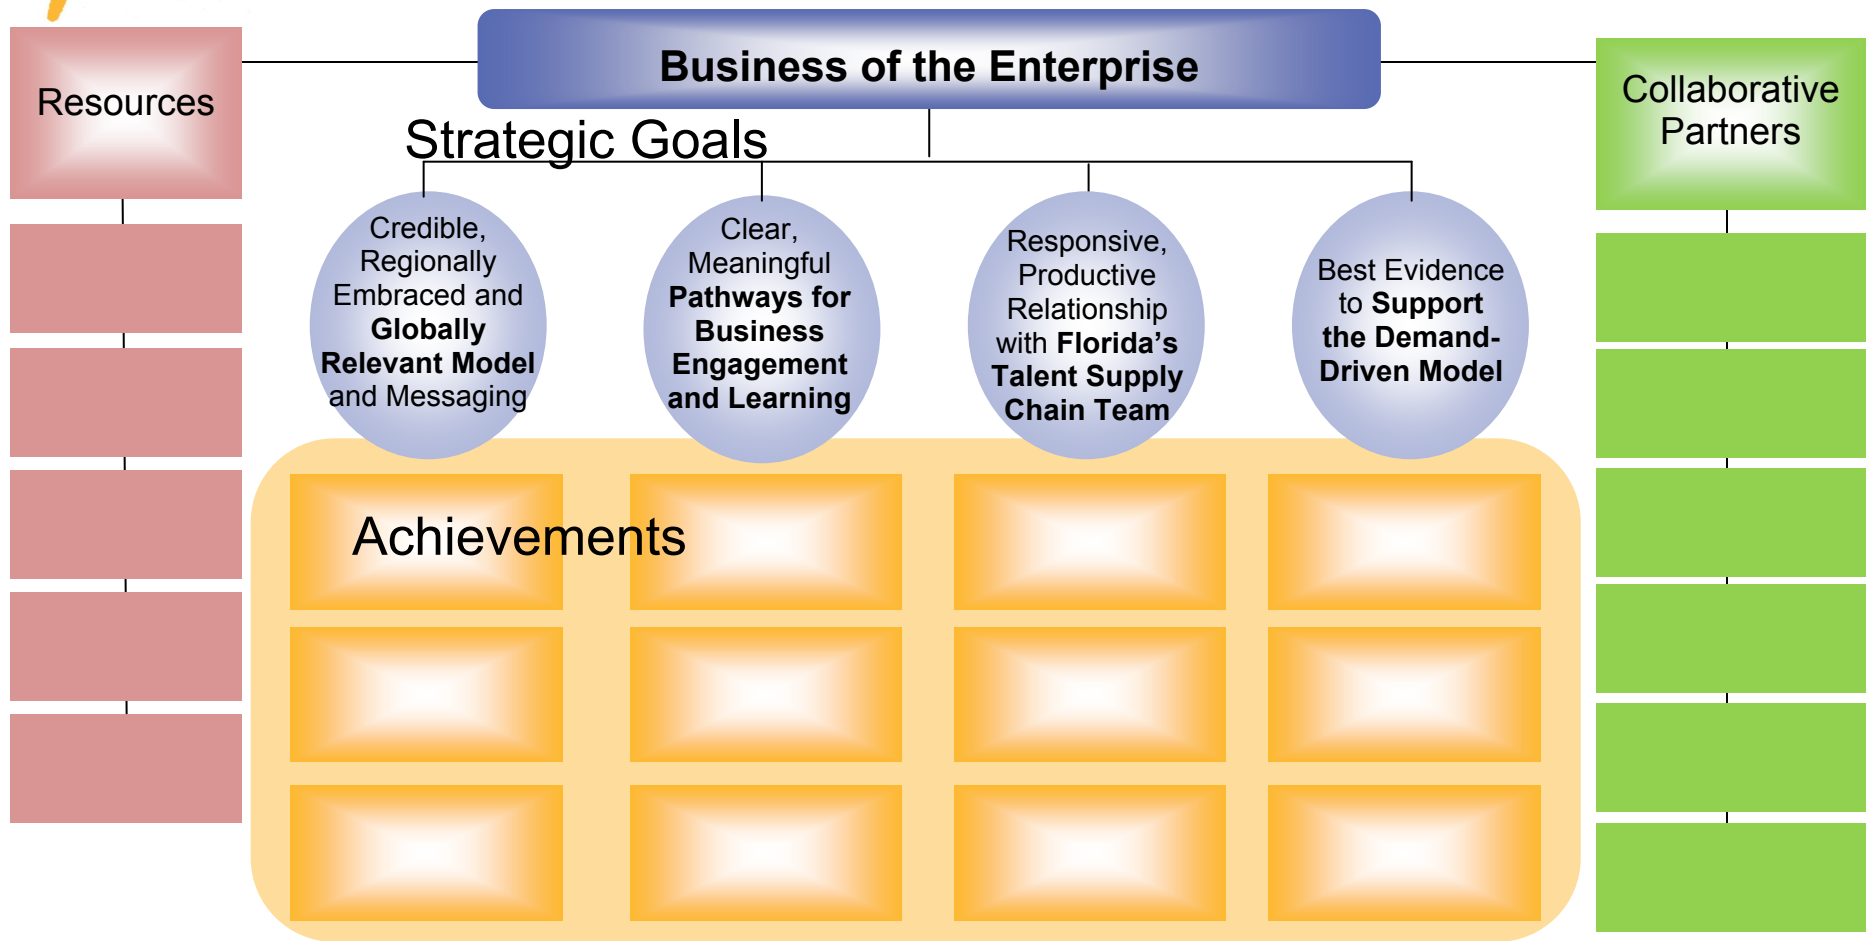 Business of the Enterprise
Resources
Collaborative
Partners
Strategic Goals
Credible,
Regionally
Embraced and
Globally
Relevant Model
and Messaging
Clear,
Meaningful
Pathways for
Business
Engagement
and Learning
Responsive,
Productive
Relationship
with Florida’s
Talent Supply
Chain Team
Best Evidence
to Support
the Demand-
Driven Model
Achievements